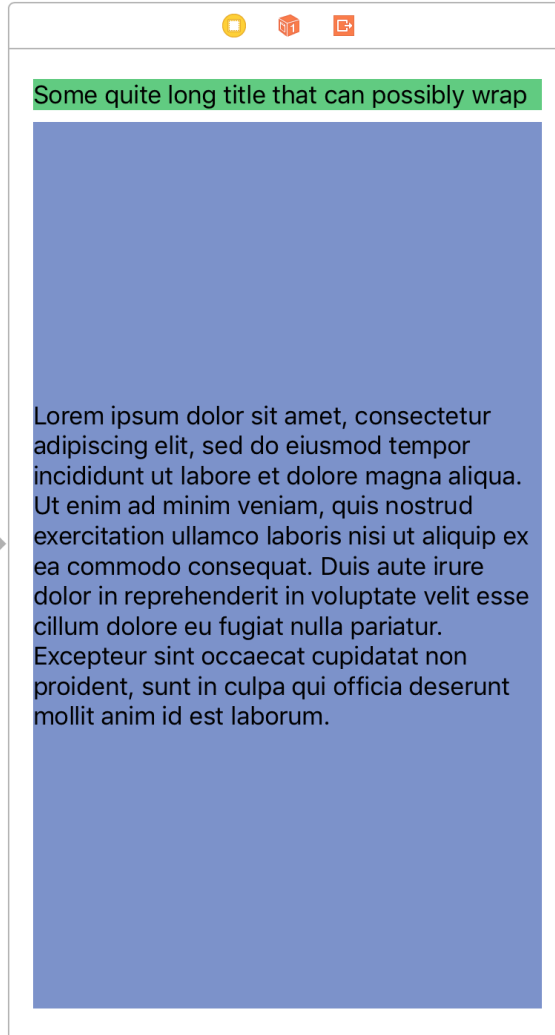 Some quite long title that can possibly wrap
Lorem ipsum dolor sit amet, consectetur
adipiscing elit, sed do eiusmod tempor
incididunt ut labore et dolore magna aliqua.
Ut enim ad minim veniam, quis nostrud
exercitation ullamco laboris nisi ut aliquip ex
ea commodo consequat. Duis aute irure
dolor in reprehenderit in voluptate velit esse
cillum dolore eu fugiat nulla pariatur.
Excepteur sint occaecat cupidatat non
proident, sunt in culpa qui officia deserunt
mollit anim id est laborum.